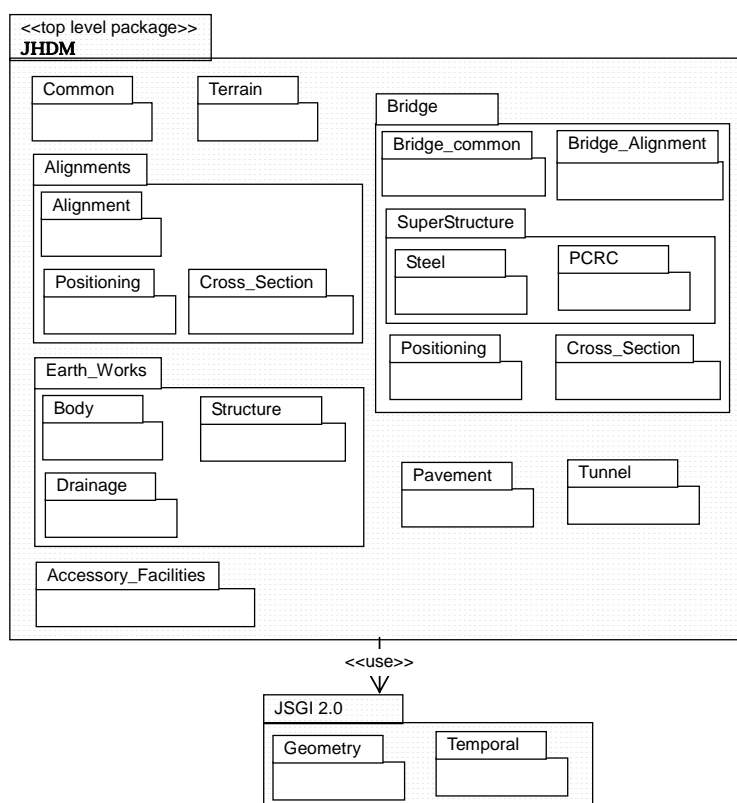 <<top level package>>
JHDM
Common
Terrain
Bridge
Bridge_common
Bridge_Alignment
Alignments
Alignment
SuperStructure
Steel
PCRC
Positioning
Cross_Section
Positioning
Cross_Section
Earth_Works
Body
Structure
Drainage
Pavement
Tunnel
Accessory_Facilities
<<use>>
JSGI 2.0
Geometry
Temporal